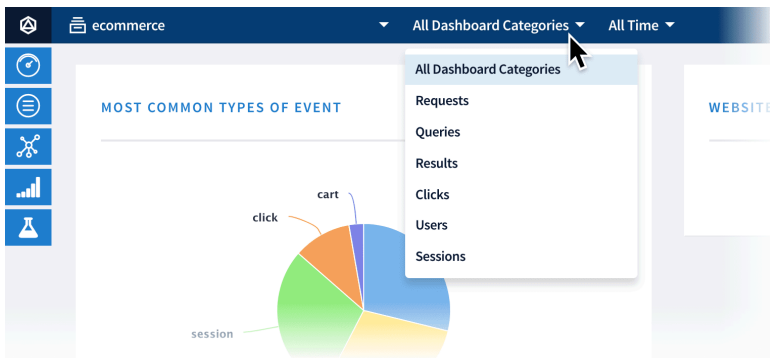 ecommerce
All Dashboard Categories
All Time
All Dashboard Categories
Requests
Queries
Results
Clicks
Users
Sessions
MOST COMMON TYPES OF EVENT
WEBSITE
cart
click
session